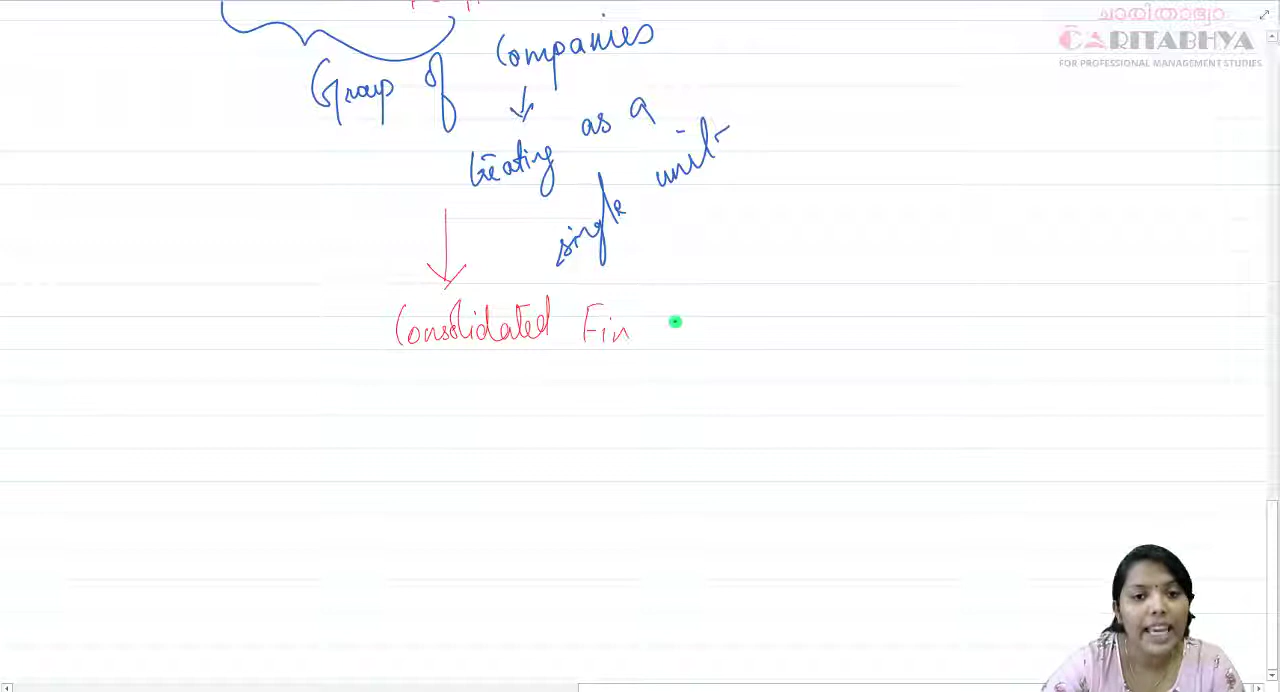 ചാരിതാഭ്യാ
CARITABHYA
FOR PROFESSIONAL MANAGEMENT STUDIES
Group of Companies
treating as a
single unit
Consolidated Fin